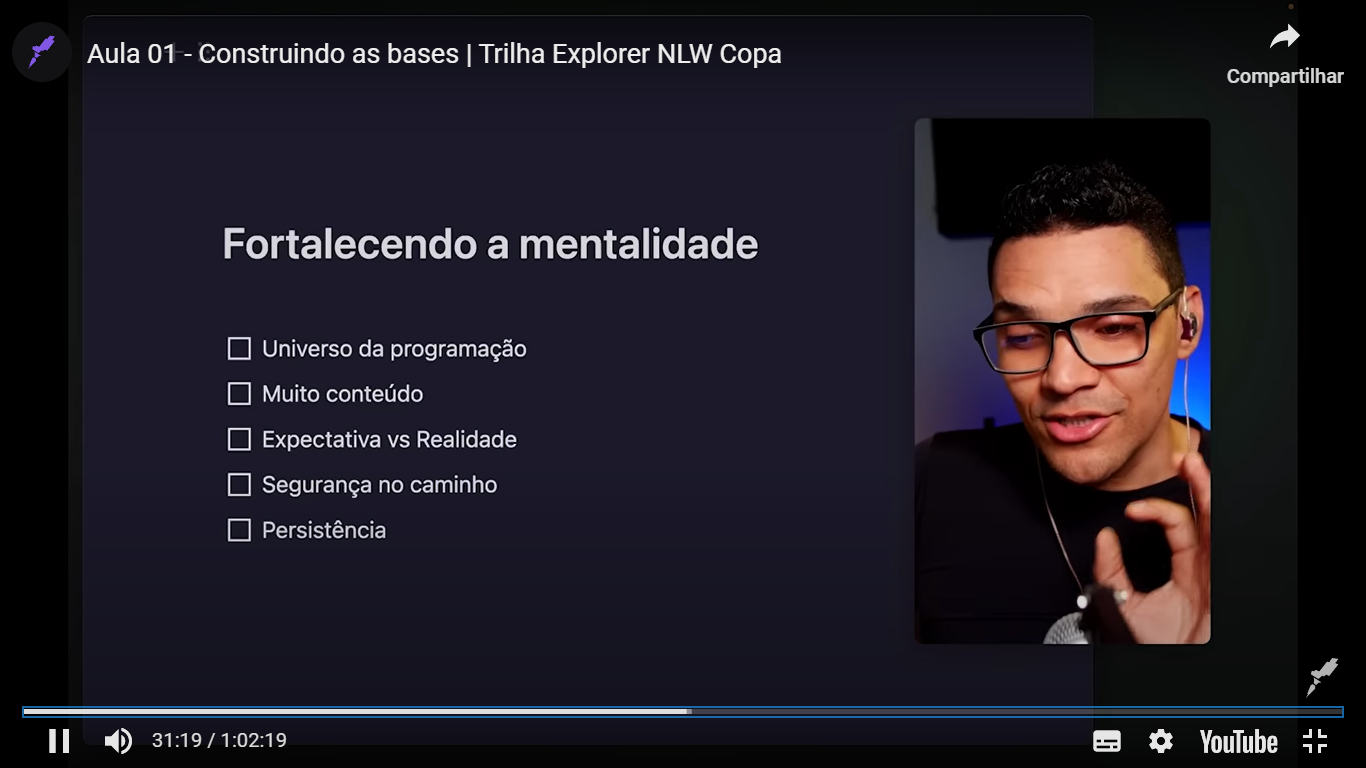 Aula 01 - Construindo as bases | Trilha Explorer NLW Copa
Compartilhar
Fortalecendo a mentalidade
Universo da programação
Muito conteúdo
Expectativa vs Realidade
Segurança no caminho
Persistência
31:19 / 1:02:19
YouTube